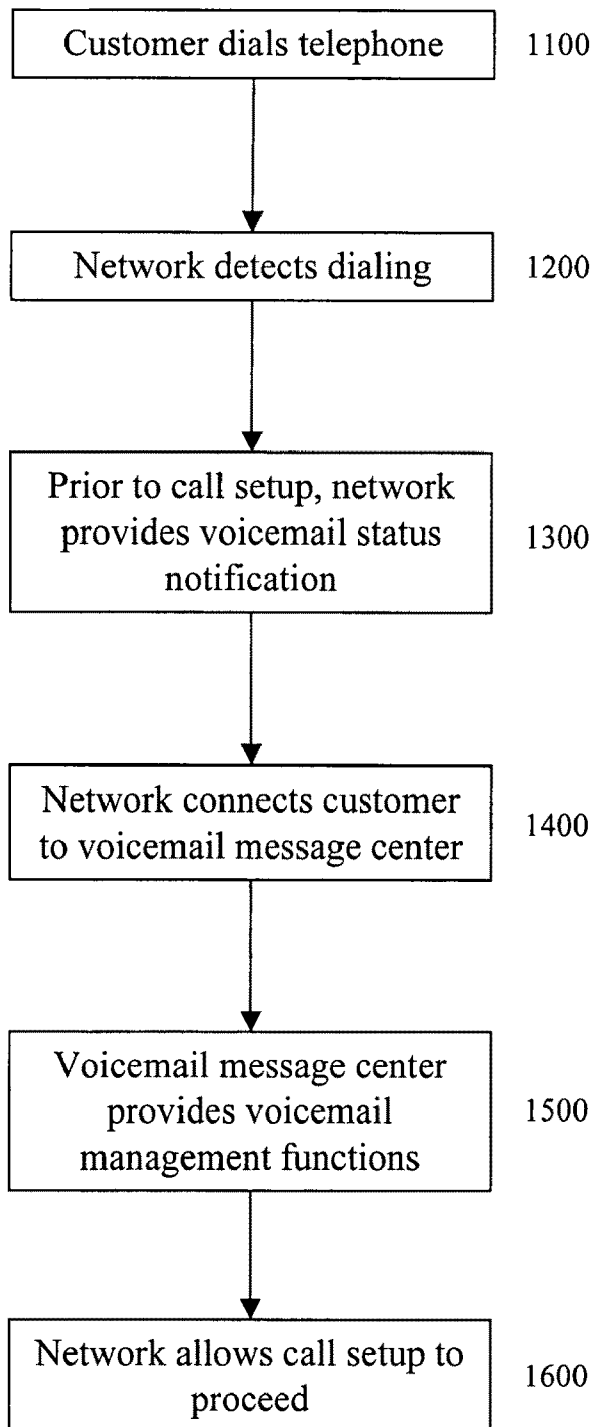 Customer dials telephone 1100
Network detects dialing 1200
Prior to call setup, network
provides voicemail status 1300
notification
Network connects customer 1400
to voicemail message center
Voicemail message center
provides voicemail 1500
management functions
Network allows call setup to 1600
proceed